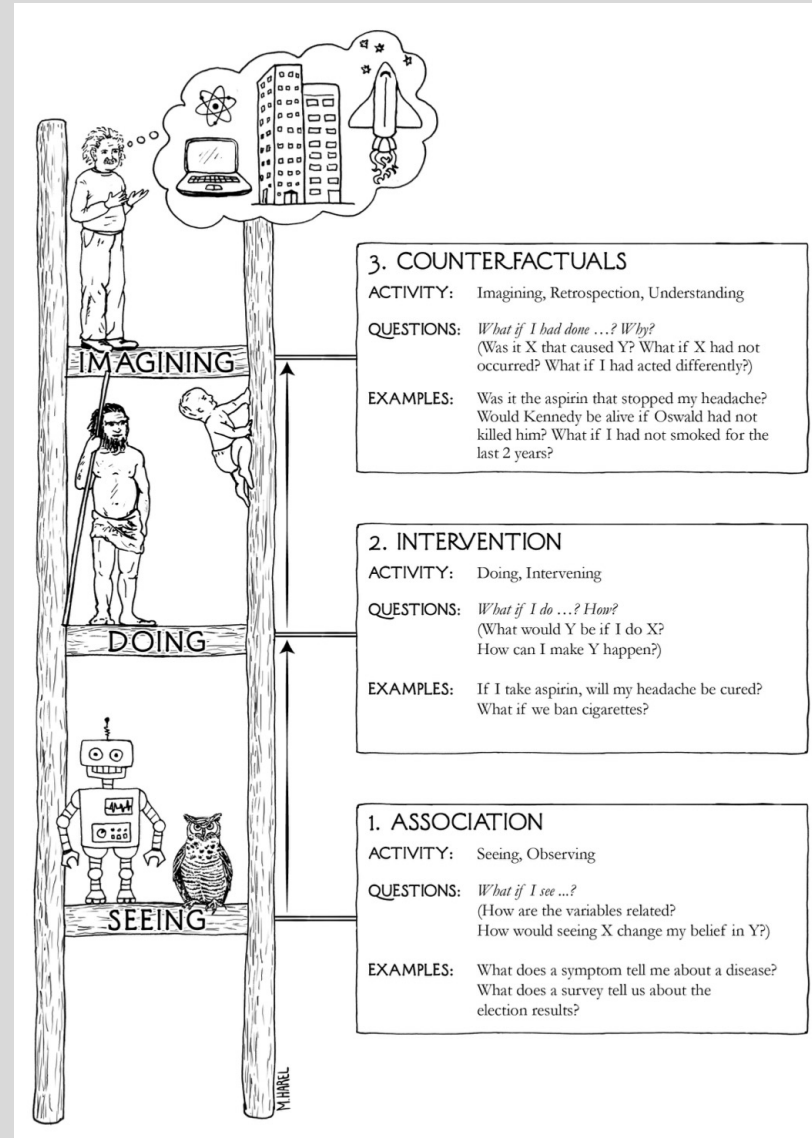 3. COUNTERFACTUALS
ACTIVITY: Imagining, Retrospection, Understanding
QUESTIONS: What if I had done …? Why?
(Was it X that caused Y? What if X had not
occurred? What if I had acted differently?)
EXAMPLES: Was it the aspirin that stopped my headache?
Would Kennedy be alive if Oswald had not
killed him? What if I had not smoked for the
last 2 years?
IMAGINING
2. INTERVENTION
ACTIVITY: Doing, Intervening
QUESTIONS: What if I do …? How?
(What would Y be if I do X?
How can I make Y happen?)
EXAMPLES: If I take aspirin, will my headache be cured?
What if we ban cigarettes?
DOING
1. ASSOCIATION
ACTIVITY: Seeing, Observing
QUESTIONS: What if I see ...?
(How are the variables related?
How would seeing X change my belief in Y?)
EXAMPLES: What does a symptom tell me about a disease?
What does a survey tell us about the
election results?
SEEING
M.HAREL